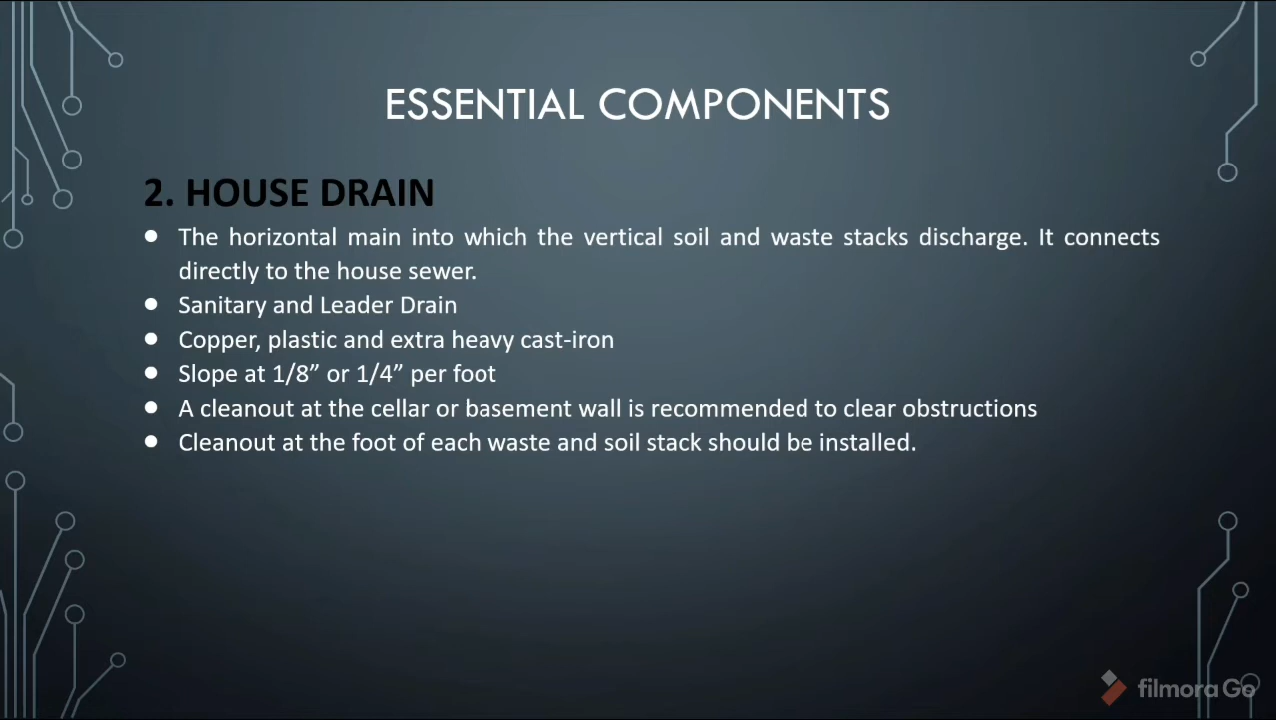 ESSENTIAL COMPONENTS
2. HOUSE DRAIN
● The horizontal main into which the vertical soil and waste stacks discharge. It connects
directly to the house sewer.
● Sanitary and Leader Drain
● Copper, plastic and extra heavy cast-iron
● Slope at 1/8” or 1/4” per foot
● A cleanout at the cellar or basement wall is recommended to clear obstructions
● Cleanout at the foot of each waste and soil stack should be installed.
filmora Go